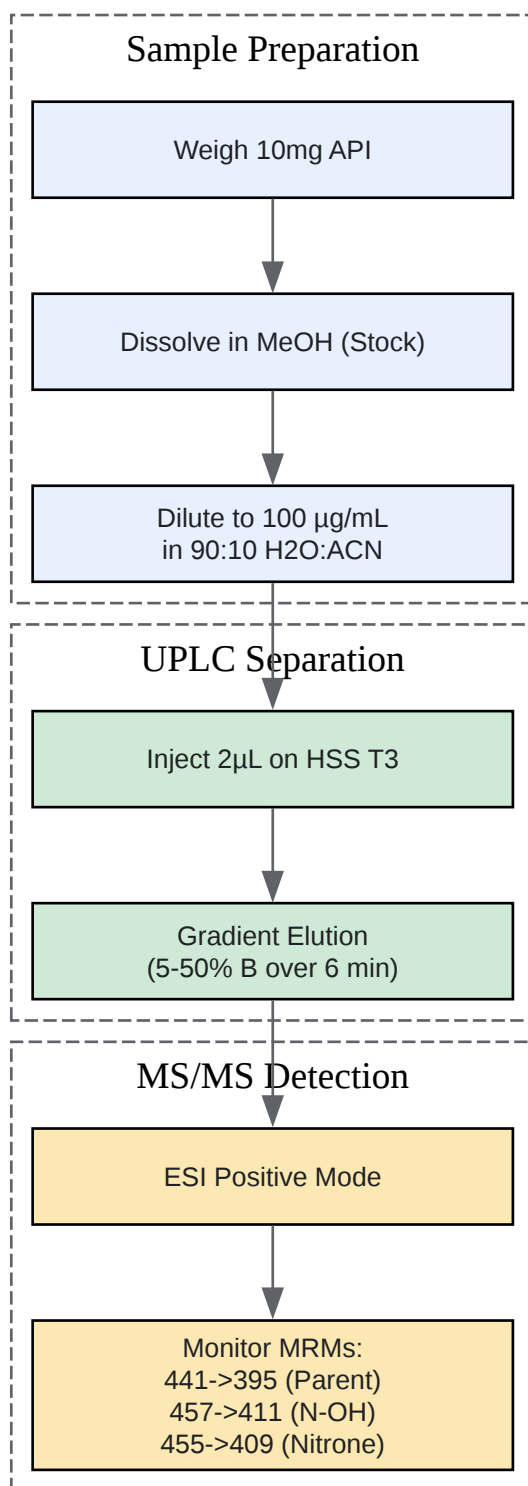 Sample Preparation
Weigh 10mg API
Dissolve in MeOH (Stock)
Dilute to 100 µg/mL
in 90:10 H2O:ACN
UPLC Separation
Inject 2µL on HSS T3
Gradient Elution
(5-50% B over 6 min)
MS/MS Detection
ESI Positive Mode
Monitor MRMs:
441->395 (Parent)
457->411 (N-OH)
455->409 (Nitrone)